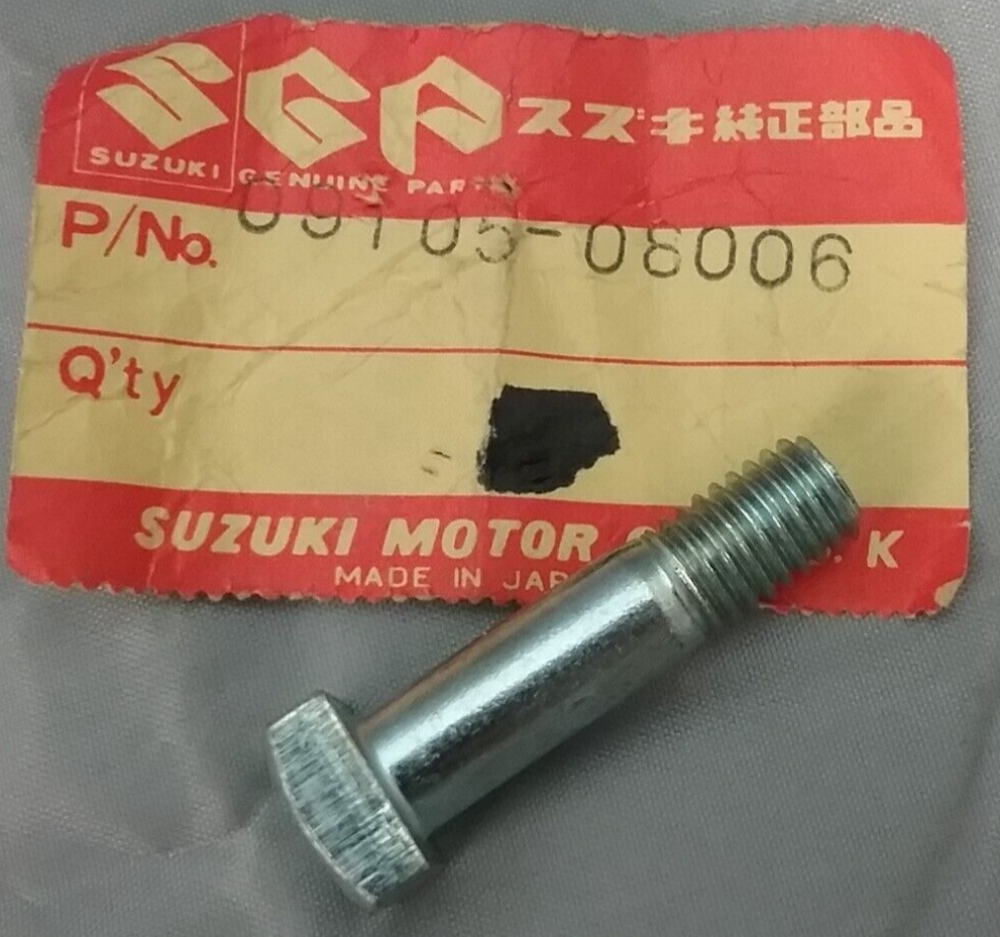 SGP スズキ純正部品
SUZUKI GENUINE PARTS
P/No. 09105-08006
Q'ty
SUZUKI MOTOR K
MADE IN